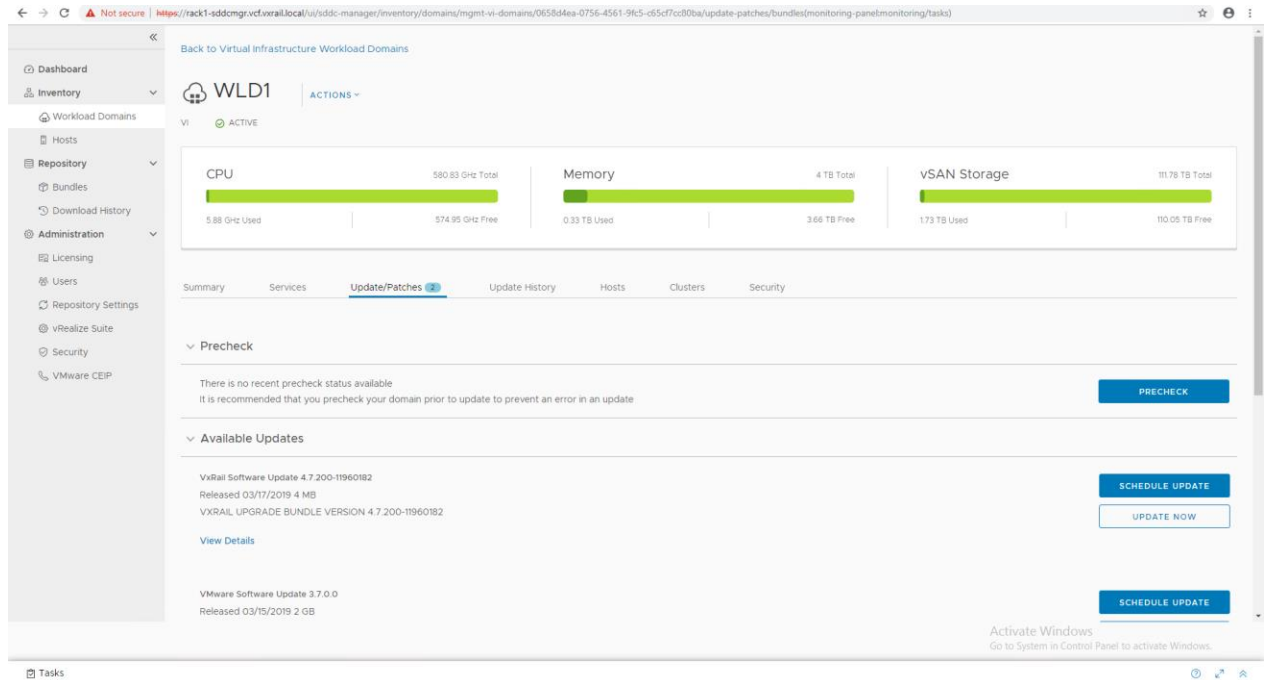 Not secure | https://rack1-sddcmgr.vcf.vxrail.local/ui/sddc-manager/inventory/domains/mgmt-vi-domains/0658d4ea-0756-4561-9fc5-c65cf7cc80ba/update-patches/bundles(monitoring-panel:monitoring/tasks)
Dashboard
Inventory
Workload Domains
Hosts
Repository
Bundles
Download History
Administration
Licensing
Users
Repository Settings
vRealize Suite
Security
VMware CEIP
Back to Virtual Infrastructure Workload Domains
WLD1
ACTIONS
VI ACTIVE
CPU 580.83 GHz Total
5.88 GHz Used 574.95 GHz Free
Memory 4 TB Total
0.33 TB Used 3.66 TB Free
vSAN Storage 111.78 TB Total
1.73 TB Used 110.05 TB Free
Summary Services Update/Patches 2 Update History Hosts Clusters Security
Precheck
There is no recent precheck status available
It is recommended that you precheck your domain prior to update to prevent an error in an update
PRECHECK
Available Updates
VxRail Software Update 4.7.200-11960182
Released 03/17/2019 4 MB
VXRAIL UPGRADE BUNDLE VERSION 4.7.200-11960182
View Details
SCHEDULE UPDATE
UPDATE NOW
VMware Software Update 3.7.0.0
Released 03/15/2019 2 GB
SCHEDULE UPDATE
Activate Windows
Go to System in Control Panel to activate Windows.
Tasks